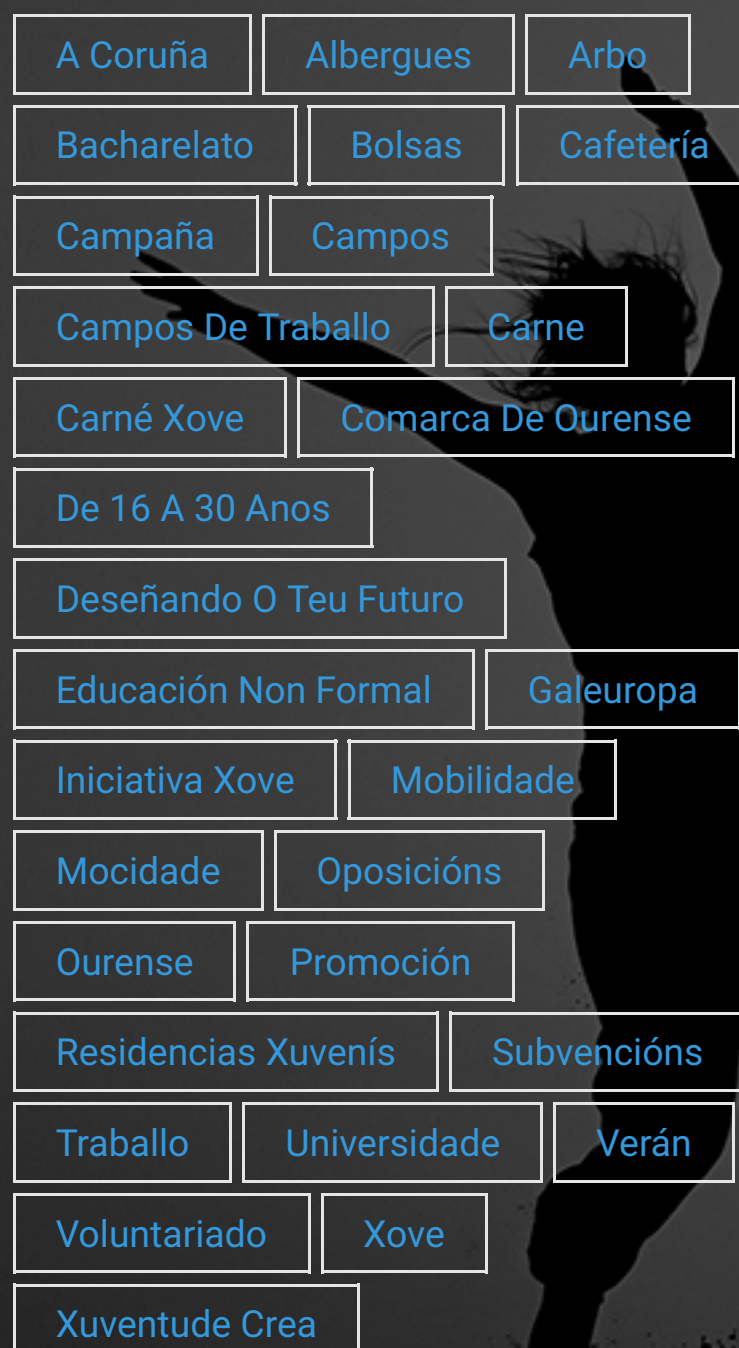 A Coruña Albergues Arbo
Bacharelato Bolsas Cafetería
Campaña Campos
Campos De Traballo Carne
Carné Xove Comarca De Ourense
De 16 A 30 Anos
Deseñando O Teu Futuro
Educación Non Formal Galeuropa
Iniciativa Xove Mobilidade
Mocidade Oposicións
Ourense Promoción
Residencias Xuvenís Subvencións
Traballo Universidade Verán
Voluntariado Xove
Xuventude Crea